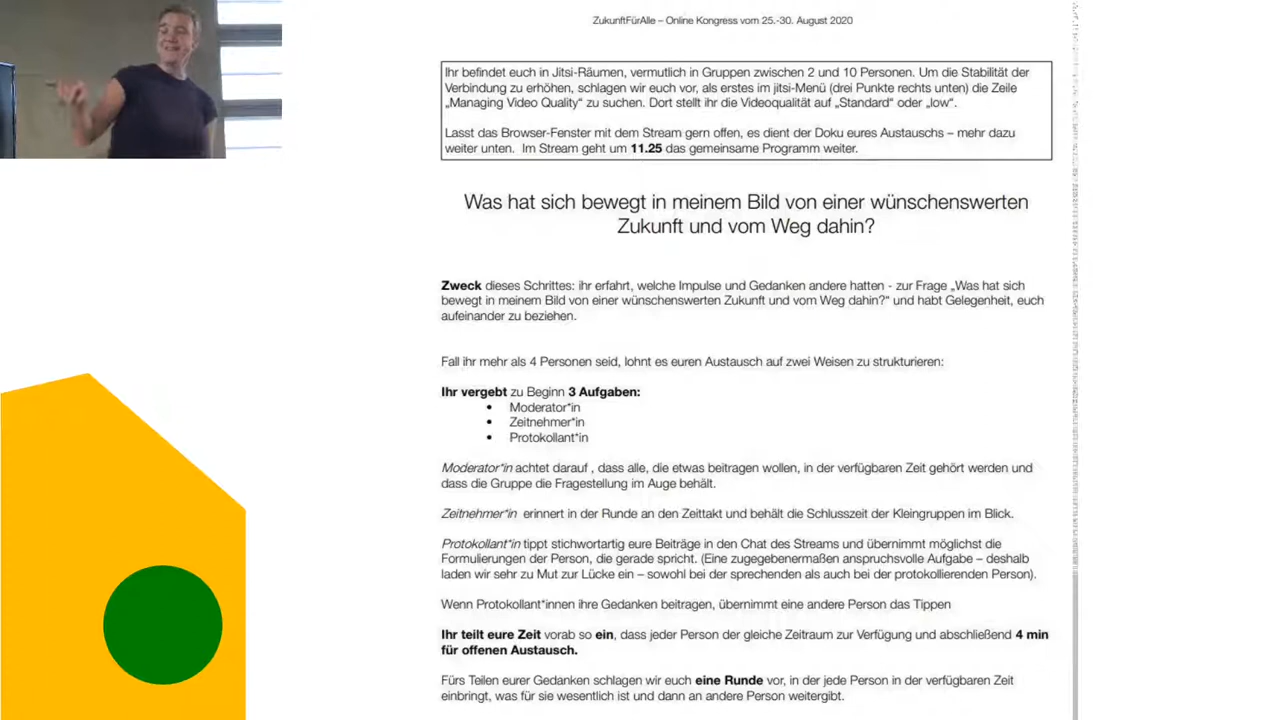 ZukunftFürAlle – Online Kongress vom 25.-30. August 2020
Ihr befindet euch in Jitsi-Räumen, vermutlich in Gruppen zwischen 2 und 10 Personen. Um die Stabilität der
Verbindung zu erhöhen, schlagen wir euch vor, als erstes im jitsi-Menü (drei Punkte rechts unten) die Zeile
„Managing Video Quality“ zu suchen. Dort stellt ihr die Videoqualität auf „Standard“ oder „low“.
Lasst das Browser-Fenster mit dem Stream gern offen, es dient der Doku eures Austauschs – mehr dazu
weiter unten. Im Stream geht um 11.25 das gemeinsame Programm weiter.
Was hat sich bewegt in meinem Bild von einer wünschenswerten
Zukunft und vom Weg dahin?
Zweck dieses Schrittes: ihr erfahrt, welche Impulse und Gedanken andere hatten - zur Frage „Was hat sich
bewegt in meinem Bild von einer wünschenswerten Zukunft und vom Weg dahin?“ und habt Gelegenheit, euch
aufeinander zu beziehen.
Fall ihr mehr als 4 Personen seid, lohnt es euren Austausch auf zwei Weisen zu strukturieren:
Ihr vergebt zu Beginn 3 Aufgaben:
• Moderator*in
• Zeitnehmer*in
• Protokollant*in
Moderator*in achtet darauf , dass alle, die etwas beitragen wollen, in der verfügbaren Zeit gehört werden und
dass die Gruppe die Fragestellung im Auge behält.
Zeitnehmer*in erinnert in der Runde an den Zeittakt und behält die Schlusszeit der Kleingruppen im Blick.
Protokollant*in tippt stichwortartig eure Beiträge in den Chat des Streams und übernimmt möglichst die
Formulierungen der Person, die gerade spricht. (Eine zugegebenermaßen anspruchsvolle Aufgabe – deshalb
laden wir sehr zu Mut zur Lücke ein – sowohl bei der sprechenden als auch bei der protokollierenden Person).
Wenn Protokollant*innen ihre Gedanken beitragen, übernimmt eine andere Person das Tippen
Ihr teilt eure Zeit vorab so ein, dass jeder Person der gleiche Zeitraum zur Verfügung und abschließend 4 min
für offenen Austausch.
Fürs Teilen eurer Gedanken schlagen wir euch eine Runde vor, in der jede Person in der verfügbaren Zeit
einbringt, was für sie wesentlich ist und dann an andere Person weitergibt.